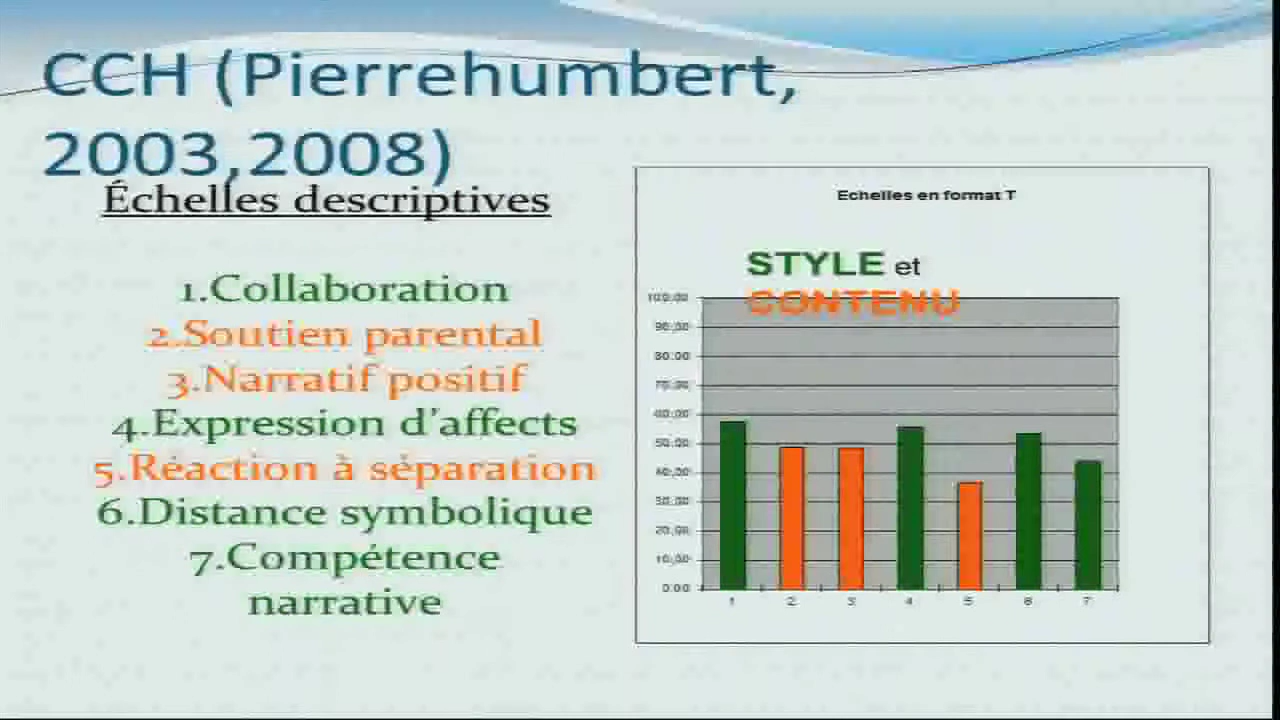 CCH (Pierrehumbert,
2003,2008)
Échelles descriptives
1.Collaboration
2.Soutien parental
3.Narratif positif
4.Expression d’affects
5.Réaction à séparation
6.Distance symbolique
7.Compétence
narrative
Echelles en format T
STYLE et
CONTENU
100,00
90,00
80,00
70,00
60,00
50,00
40,00
30,00
20,00
10,00
0,00
1 2 3 4 5 6 7